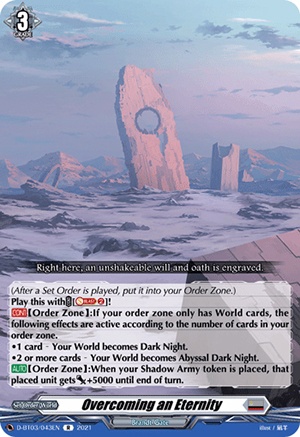 3
GRADE
Right here, an unshakeable will and oath is engraved.
(After a Set Order is played, put it into your Order Zone.)
Play this with [ 2]!
CONT【Order Zone】:If your order zone only has World cards, the
following effects are active according to the number of cards in your
order zone.
•1 card - Your World becomes Dark Night.
•2 or more cards - Your World becomes Abyssal Dark Night.
AUTO【Order Zone】:When your Shadow Army token is placed, that
placed unit gets +5000 until end of turn.
Overcoming an Eternity
Brandt Gate
D-BT03/043EN R 2021